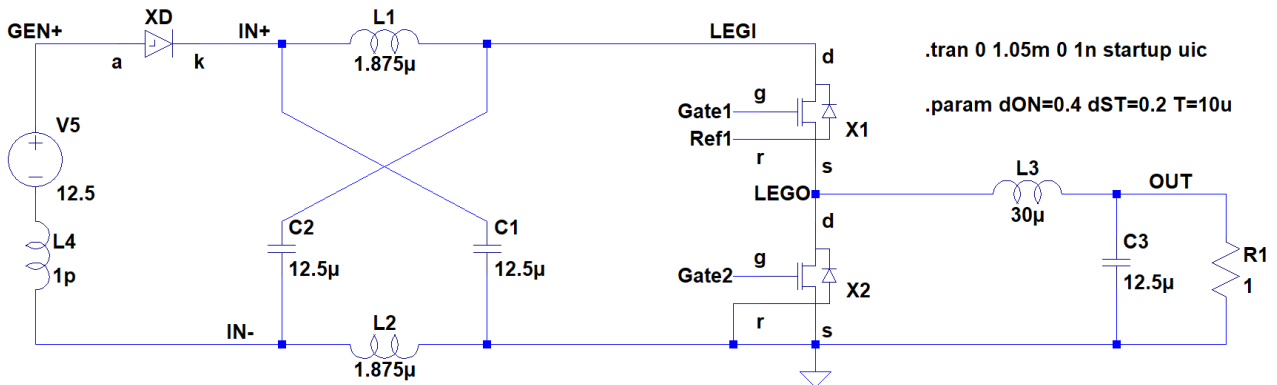 GEN+
XD
a
k
IN+
L1
1.875µ
LEGI
.tran 0 1.05m 0 1n startup uic
.param dON=0.4 dST=0.2 T=10u
V5
12.5
L4
1p
C2
12.5µ
C1
12.5µ
IN-
L2
1.875µ
d
g
Gate1
X1
Ref1
r
s
LEGO
d
g
Gate2
X2
r
s
L3
30µ
OUT
C3
12.5µ
R1
1